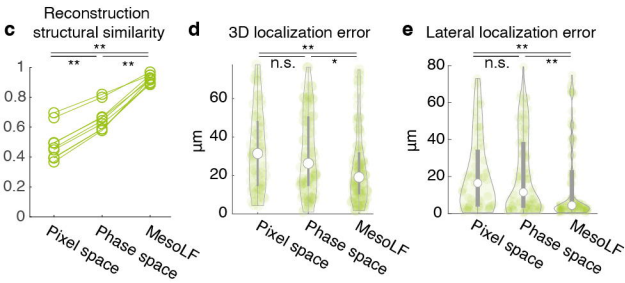 c
Reconstruction
structural similarity
**
**
**
1
0.8
0.6
0.4
0.2
0
Pixel space
Phase space
MesoLF
d
3D localization error
**
n.s.
*
80
60
40
20
0
µm
Pixel space
Phase space
MesoLF
e
Lateral localization error
**
n.s.
**
80
60
40
20
0
µm
Pixel space
Phase space
MesoLF